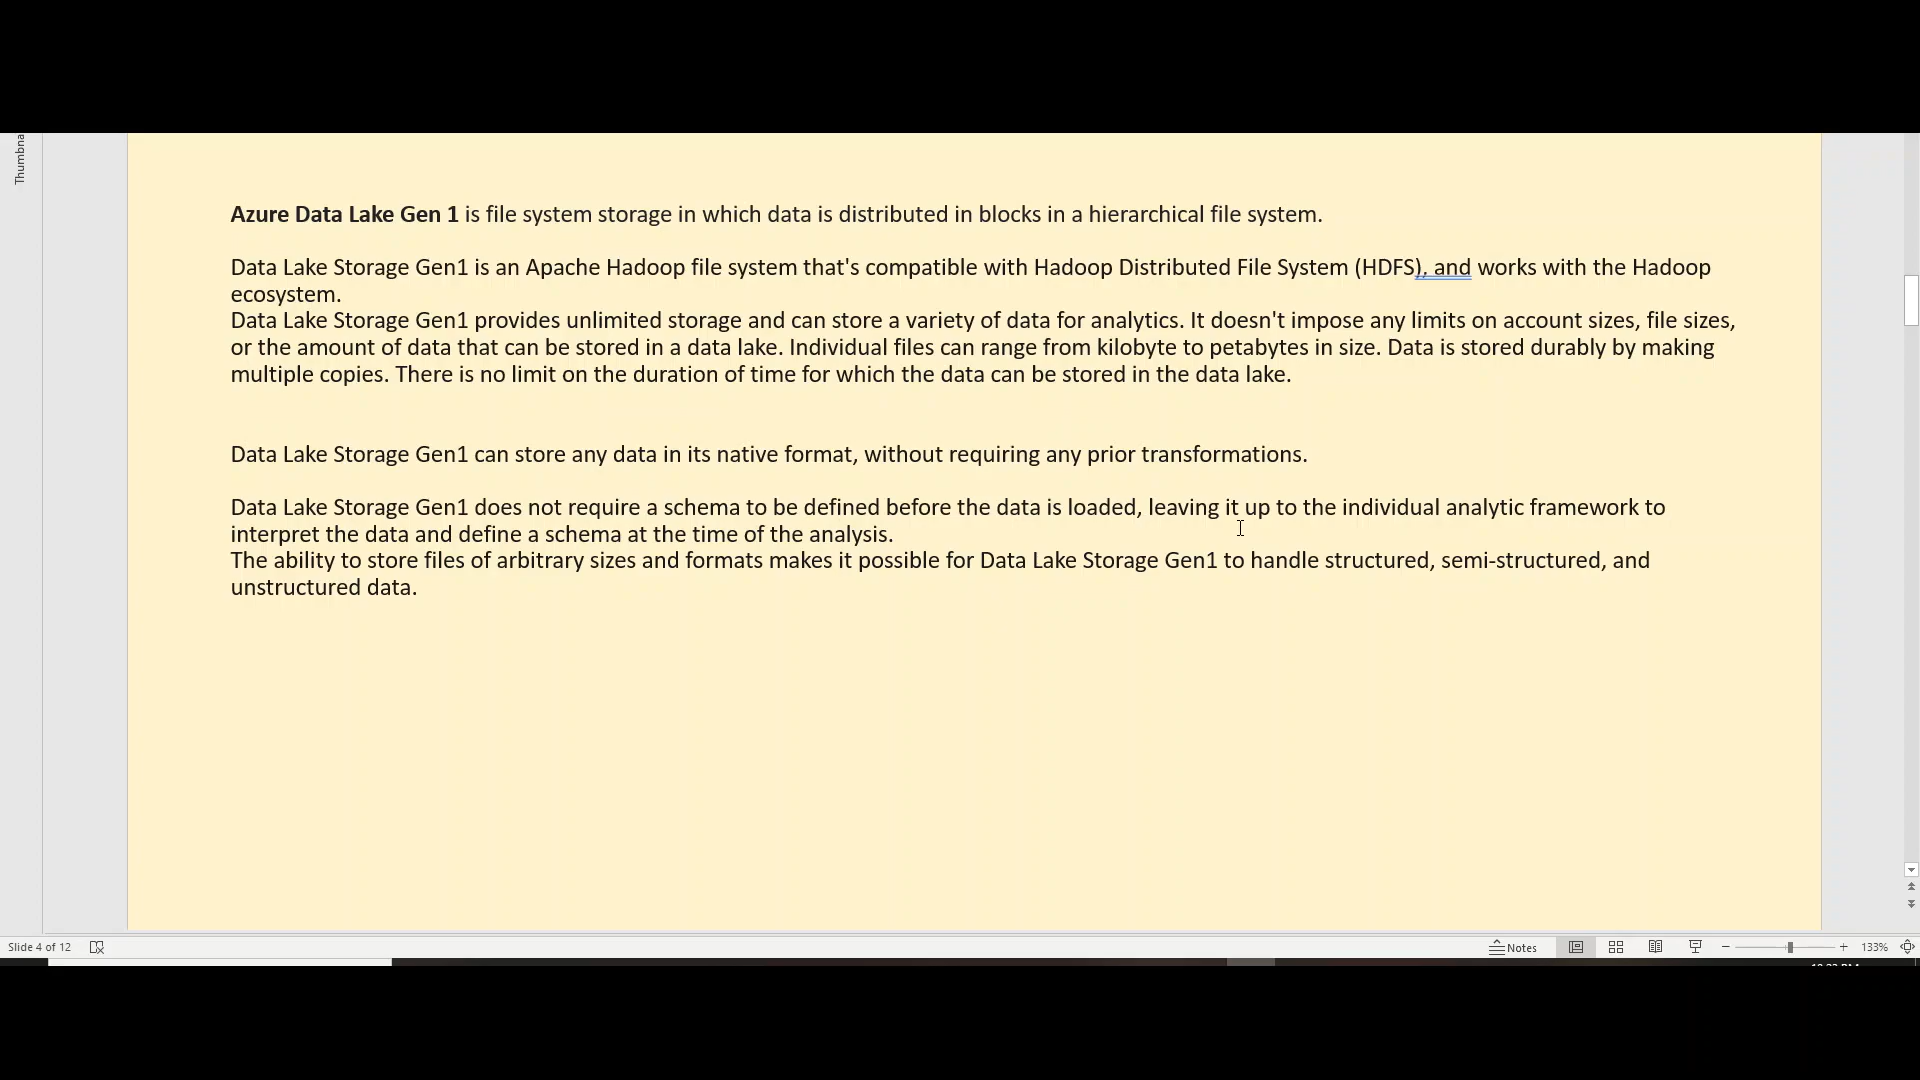 Thumbna
Azure Data Lake Gen 1 is file system storage in which data is distributed in blocks in a hierarchical file system.
Data Lake Storage Gen1 is an Apache Hadoop file system that's compatible with Hadoop Distributed File System (HDFS), and works with the Hadoop
ecosystem.
Data Lake Storage Gen1 provides unlimited storage and can store a variety of data for analytics. It doesn't impose any limits on account sizes, file sizes,
or the amount of data that can be stored in a data lake. Individual files can range from kilobyte to petabytes in size. Data is stored durably by making
multiple copies. There is no limit on the duration of time for which the data can be stored in the data lake.
Data Lake Storage Gen1 can store any data in its native format, without requiring any prior transformations.
Data Lake Storage Gen1 does not require a schema to be defined before the data is loaded, leaving it up to the individual analytic framework to
interpret the data and define a schema at the time of the analysis.
The ability to store files of arbitrary sizes and formats makes it possible for Data Lake Storage Gen1 to handle structured, semi-structured, and
unstructured data.
Slide 4 of 12
Notes
133%